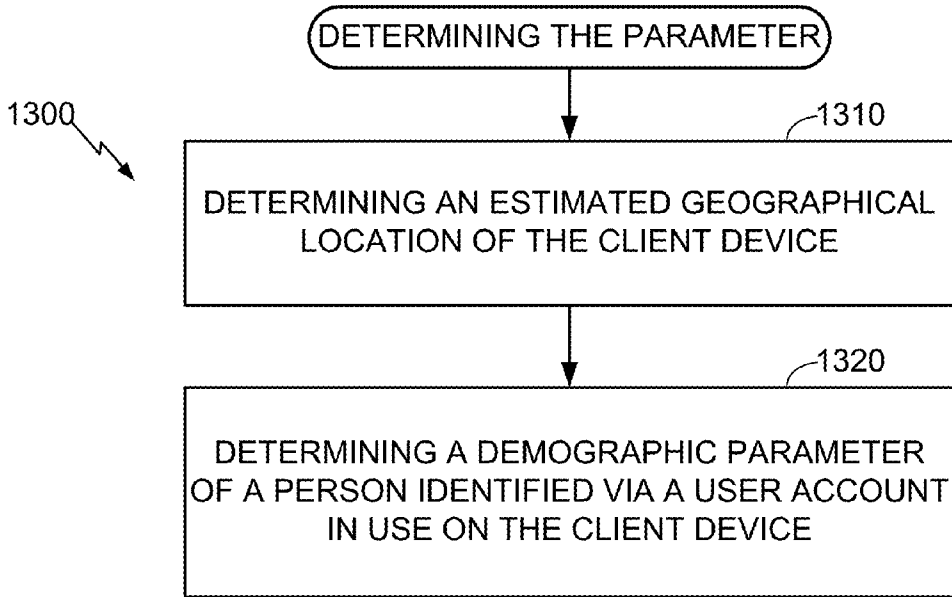 DETERMINING THE PARAMETER
1300
1310
DETERMINING AN ESTIMATED GEOGRAPHICAL
LOCATION OF THE CLIENT DEVICE
1320
DETERMINING A DEMOGRAPHIC PARAMETER
OF A PERSON IDENTIFIED VIA A USER ACCOUNT
IN USE ON THE CLIENT DEVICE